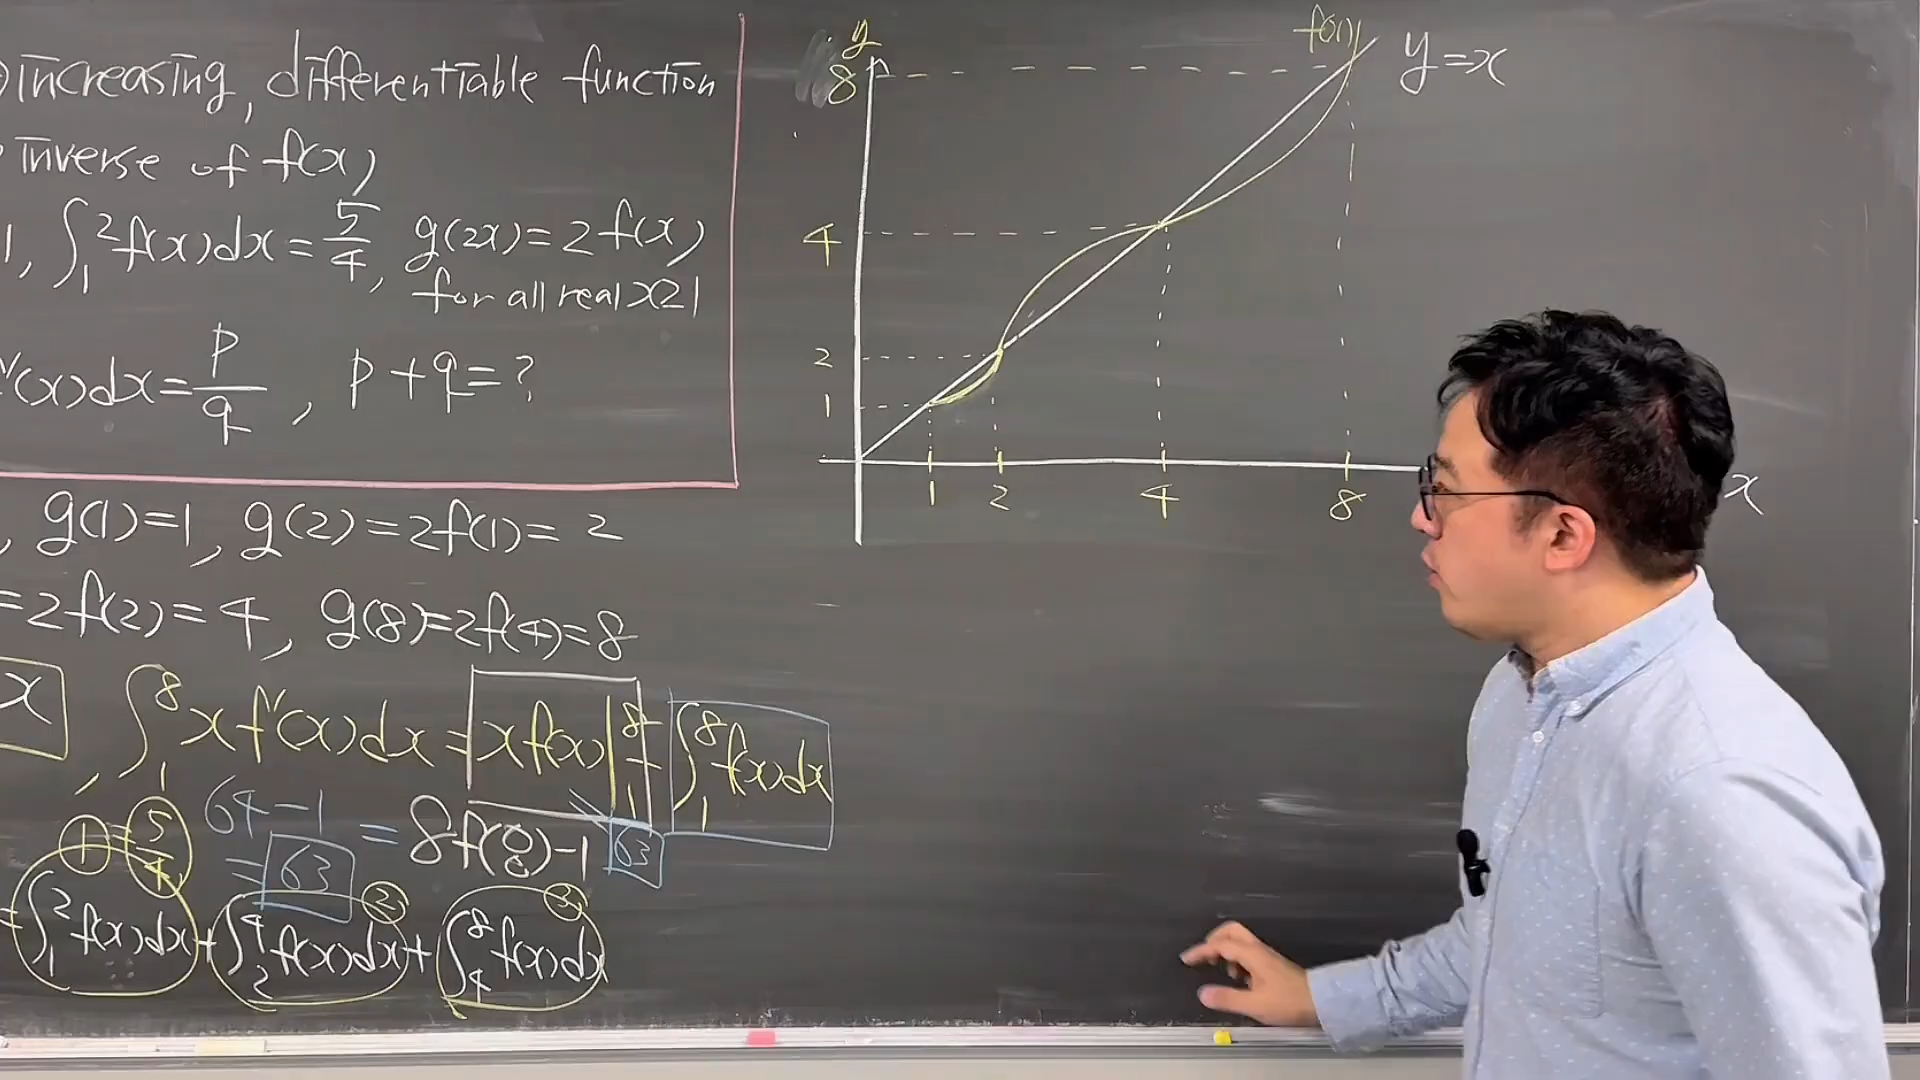 increasing, differentiable function
inverse of f(x)
1, ∫₁² f(x)dx = 5/4, g(2x) = 2f(x)
for all real x≥1
f'(x)dx = p/q, p+q=?
, g(1)=1, g(2)=2f(1)=2
=2f(2)=4, g(8)=2f(4)=8
x , ∫₁⁸ xf'(x)dx = xf(x)|₁⁸ - ∫₁⁸ f(x)dx
① = 5/4 64-1 = 8f(8)-1 63
= 63
= ∫₁² f(x)dx + ∫₂⁴ f(x)dx ② + ∫₄⁸ f(x)dx ③
y f(x) y=x
8
4
2
1
1 2 4 8 x